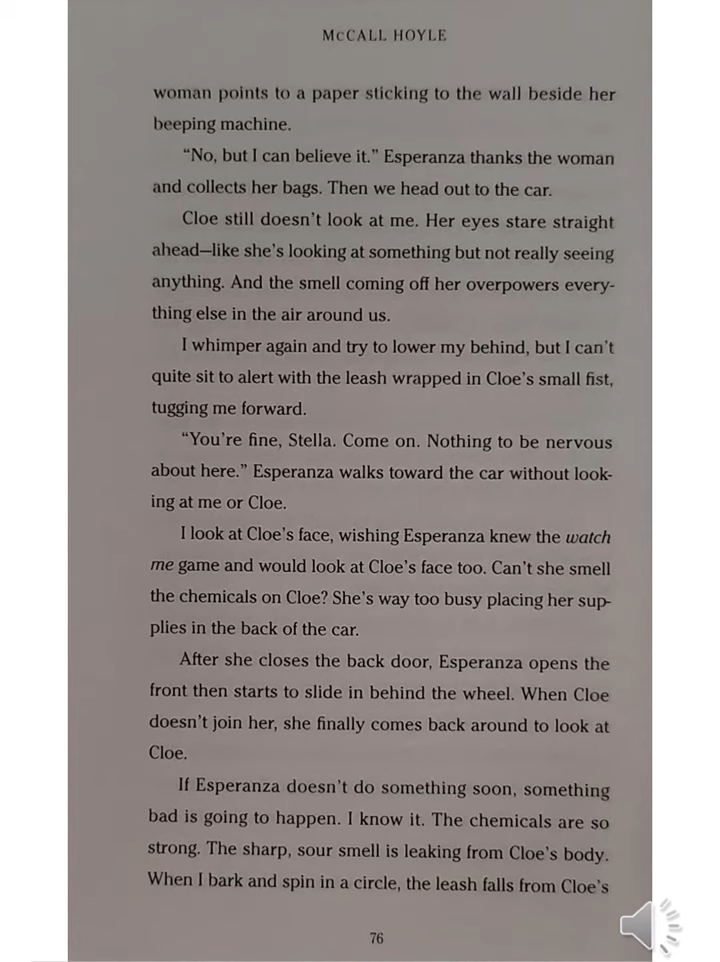 McCALL HOYLE
woman points to a paper sticking to the wall beside her
beeping machine.
“No, but I can believe it.” Esperanza thanks the woman
and collects her bags. Then we head out to the car.
Cloe still doesn’t look at me. Her eyes stare straight
ahead—like she’s looking at something but not really seeing
anything. And the smell coming off her overpowers every-
thing else in the air around us.
I whimper again and try to lower my behind, but I can’t
quite sit to alert with the leash wrapped in Cloe’s small fist,
tugging me forward.
“You’re fine, Stella. Come on. Nothing to be nervous
about here.” Esperanza walks toward the car without look-
ing at me or Cloe.
I look at Cloe’s face, wishing Esperanza knew the watch
me game and would look at Cloe’s face too. Can’t she smell
the chemicals on Cloe? She’s way too busy placing her sup-
plies in the back of the car.
After she closes the back door, Esperanza opens the
front then starts to slide in behind the wheel. When Cloe
doesn’t join her, she finally comes back around to look at
Cloe.
If Esperanza doesn’t do something soon, something
bad is going to happen. I know it. The chemicals are so
strong. The sharp, sour smell is leaking from Cloe’s body.
When I bark and spin in a circle, the leash falls from Cloe’s
76